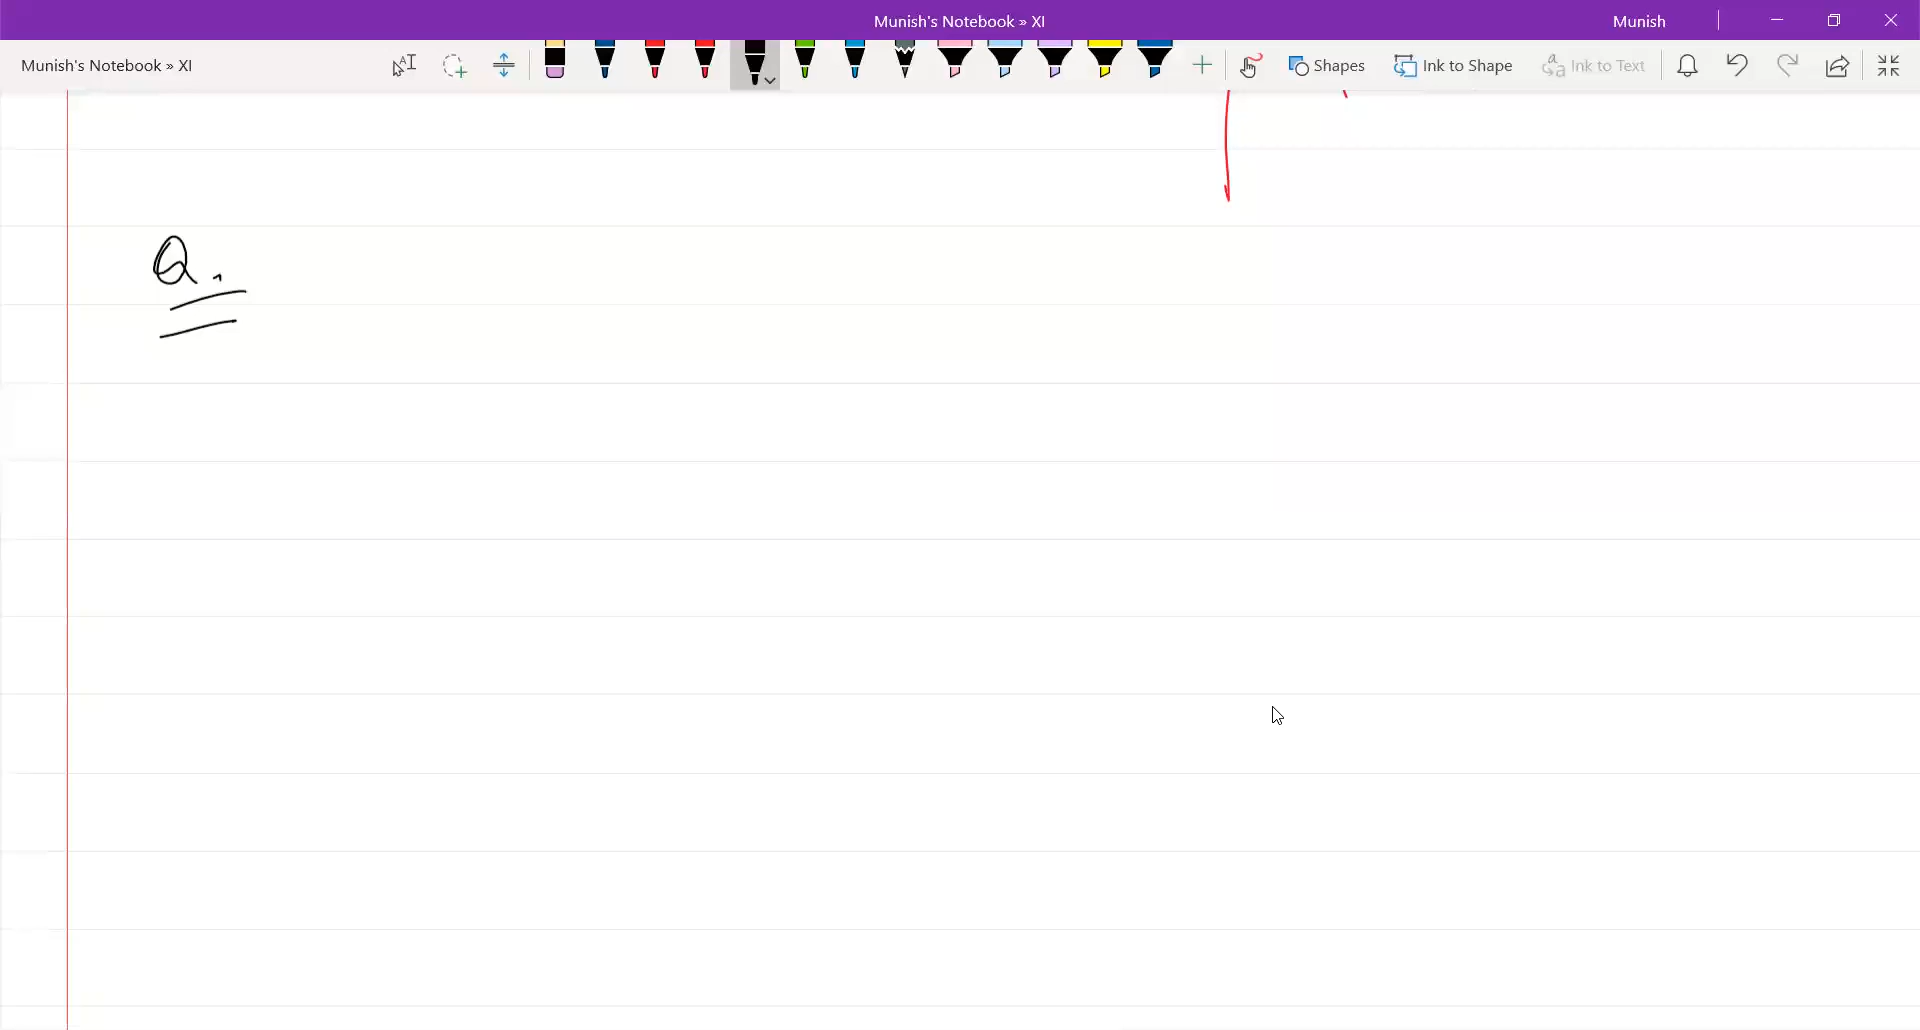 Munish's Notebook » XI
Munish
Munish's Notebook » XI
Shapes
Ink to Shape
Ink to Text
Q.